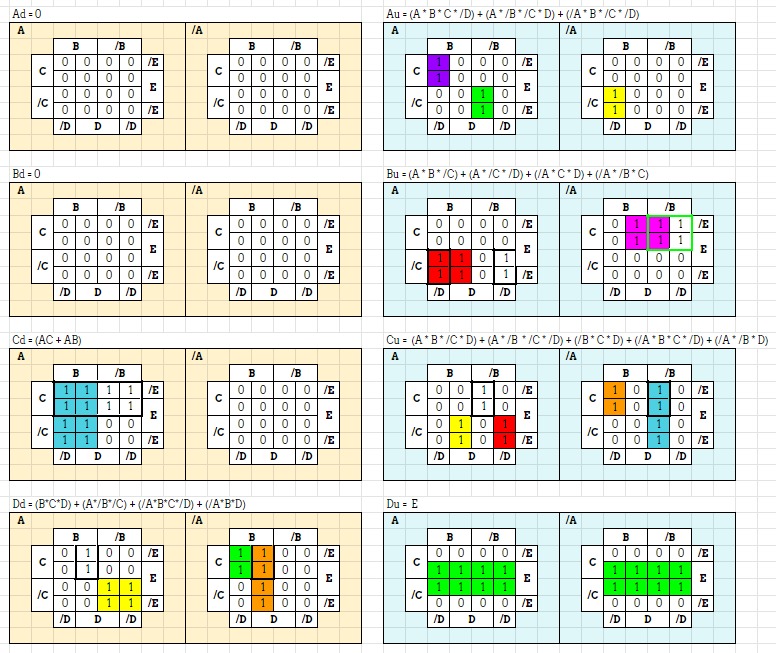 Ad = 0
A
B /B
0 0 0 0 /E
C
0 0 0 0
E
0 0 0 0
/C
0 0 0 0 /E
/D D /D
/A
B /B
0 0 0 0 /E
C
0 0 0 0
E
0 0 0 0
/C
0 0 0 0 /E
/D D /D
Au = (A * B * C * /D) + (A * /B * /C * D) + (/A * B * /C * /D)
A
B /B
1 0 0 0 /E
C
1 0 0 0
E
0 0 1 0
/C
0 0 1 0 /E
/D D /D
/A
B /B
0 0 0 0 /E
C
0 0 0 0
E
1 0 0 0
/C
1 0 0 0 /E
/D D /D
Bd = 0
A
B /B
0 0 0 0 /E
C
0 0 0 0
E
0 0 0 0
/C
0 0 0 0 /E
/D D /D
/A
B /B
0 0 0 0 /E
C
0 0 0 0
E
0 0 0 0
/C
0 0 0 0 /E
/D D /D
Bu = (A * B * /C) + (A * /C * /D) + (/A * C * D) + (/A * /B * C)
A
B /B
0 0 0 0 /E
C
0 0 0 0
E
1 1 0 1
/C
1 1 0 1 /E
/D D /D
/A
B /B
0 1 1 1 /E
C
0 1 1 1
E
0 0 0 0
/C
0 0 0 0 /E
/D D /D
Cd = (AC + AB)
A
B /B
1 1 1 1 /E
C
1 1 1 1
E
1 1 0 0
/C
1 1 0 0 /E
/D D /D
/A
B /B
0 0 0 0 /E
C
0 0 0 0
E
0 0 0 0
/C
0 0 0 0 /E
/D D /D
Cu = (A * B * /C * D) + (A * /B * /C * /D) + (/B * C * D) + (/A * B * C * /D) + (/A * /B * D)
A
B /B
0 0 1 0 /E
C
0 0 1 0
E
0 1 0 1
/C
0 1 0 1 /E
/D D /D
/A
B /B
1 0 1 0 /E
C
1 0 1 0
E
0 0 1 0
/C
0 0 1 0 /E
/D D /D
Dd = (B*C*D) + (A*/B*/C) + (/A*B*C*/D) + (/A*B*D)
A
B /B
0 1 0 0 /E
C
0 1 0 0
E
0 0 1 1
/C
0 0 1 1 /E
/D D /D
/A
B /B
1 1 0 0 /E
C
1 1 0 0
E
0 1 0 0
/C
0 1 0 0 /E
/D D /D
Du = E
A
B /B
0 0 0 0 /E
C
1 1 1 1
E
1 1 1 1
/C
0 0 0 0 /E
/D D /D
/A
B /B
0 0 0 0 /E
C
1 1 1 1
E
1 1 1 1
/C
0 0 0 0 /E
/D D /D